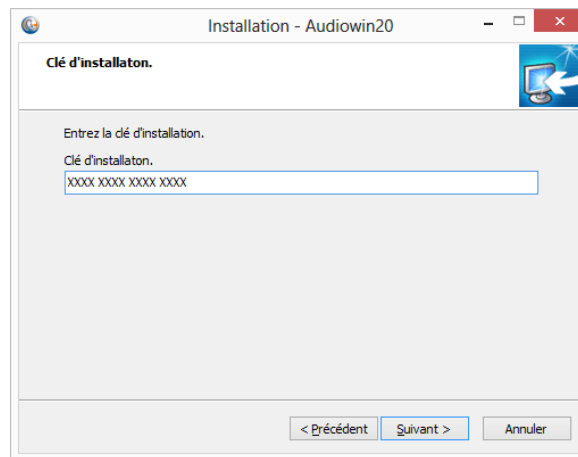 Installation - Audiowin20
Clé d'installaton.
Entrez la clé d'installation.
Clé d'installaton.
XXXX XXXX XXXX XXXX
< Précédent Suivant > Annuler